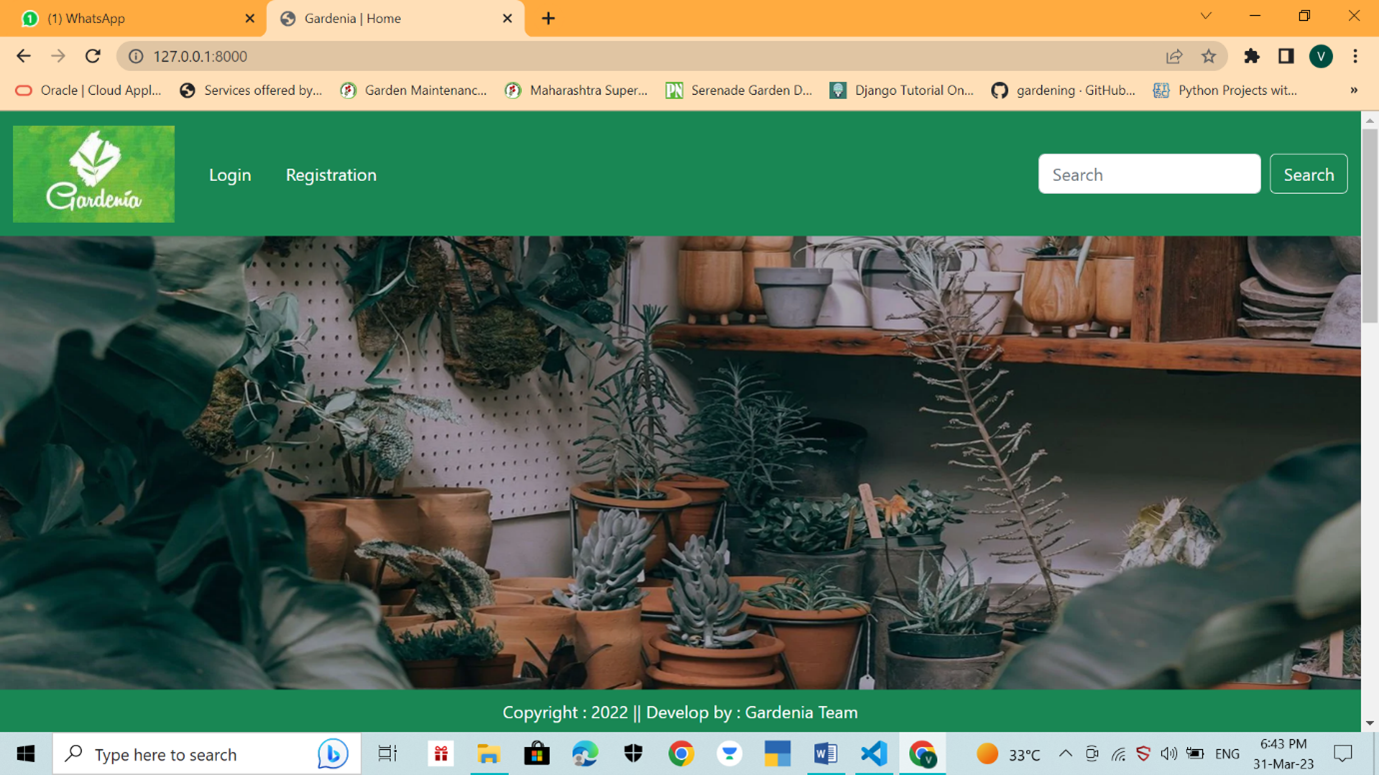 (1) WhatsApp
Gardenia | Home
127.0.0.1:8000
V
Oracle | Cloud Appl...
Services offered by...
Garden Maintenanc...
Maharashtra Super...
PN
Serenade Garden D...
Django Tutorial On...
gardening · GitHub...
Python Projects wit...
»
Gardenia
Login
Registration
Search
Search
Copyright : 2022 || Develop by : Gardenia Team
Type here to search
33°C
ENG
6:43 PM
31-Mar-23